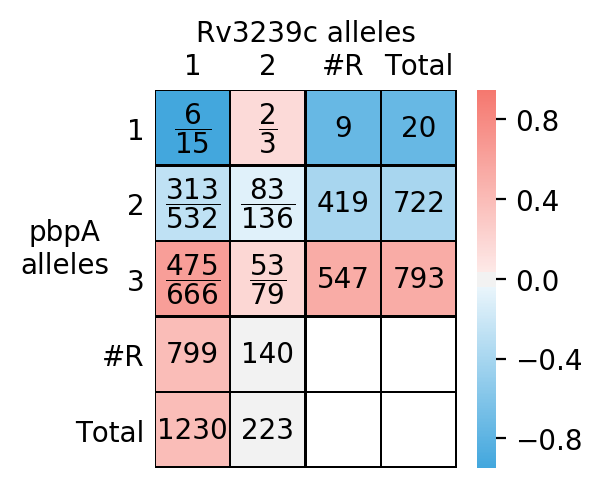 Rv3239c alleles
1 2 #R Total
pbpA
alleles
1 6/15 2/3 9 20
2 313/532 83/136 419 722
3 475/666 53/79 547 793
#R 799 140
Total 1230 223
0.8
0.4
0.0
−0.4
−0.8